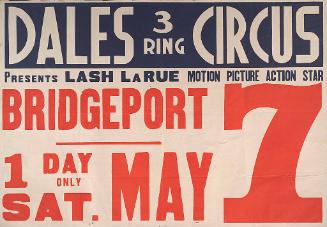 DALES 3 RING CIRCUS
PRESENTS LASH LARUE MOTION PICTURE ACTION STAR
BRIDGEPORT
1 DAY ONLY
SAT. MAY 7